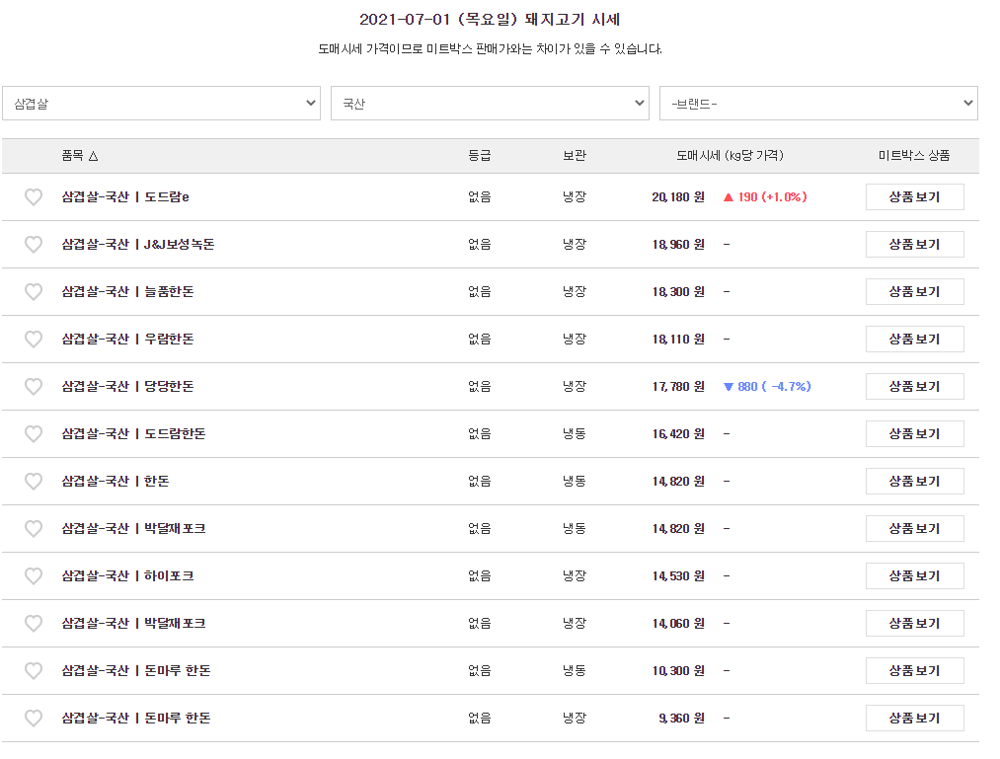 2021-07-01 (목요일) 돼지고기 시세
도매시세 가격이므로 미트박스 판매가와는 차이가 있을 수 있습니다.
삼겹살 국산 -브랜드-
품목 △ 등급 보관 도매시세 (kg당 가격) 미트박스 상품
삼겹살-국산 | 도드람e 없음 냉장 20,180 원 ▲ 190 (+1.0%) 상품보기
삼겹살-국산 | J&J보성녹돈 없음 냉장 18,960 원 - 상품보기
삼겹살-국산 | 늘품한돈 없음 냉장 18,300 원 - 상품보기
삼겹살-국산 | 우람한돈 없음 냉장 18,110 원 - 상품보기
삼겹살-국산 | 당당한돈 없음 냉장 17,780 원 ▼ 880 ( -4.7%) 상품보기
삼겹살-국산 | 도드람한돈 없음 냉동 16,420 원 - 상품보기
삼겹살-국산 | 한돈 없음 냉동 14,820 원 - 상품보기
삼겹살-국산 | 박달재포크 없음 냉동 14,820 원 - 상품보기
삼겹살-국산 | 하이포크 없음 냉장 14,530 원 - 상품보기
삼겹살-국산 | 박달재포크 없음 냉장 14,060 원 - 상품보기
삼겹살-국산 | 돈마루 한돈 없음 냉동 10,300 원 - 상품보기
삼겹살-국산 | 돈마루 한돈 없음 냉장 9,360 원 - 상품보기